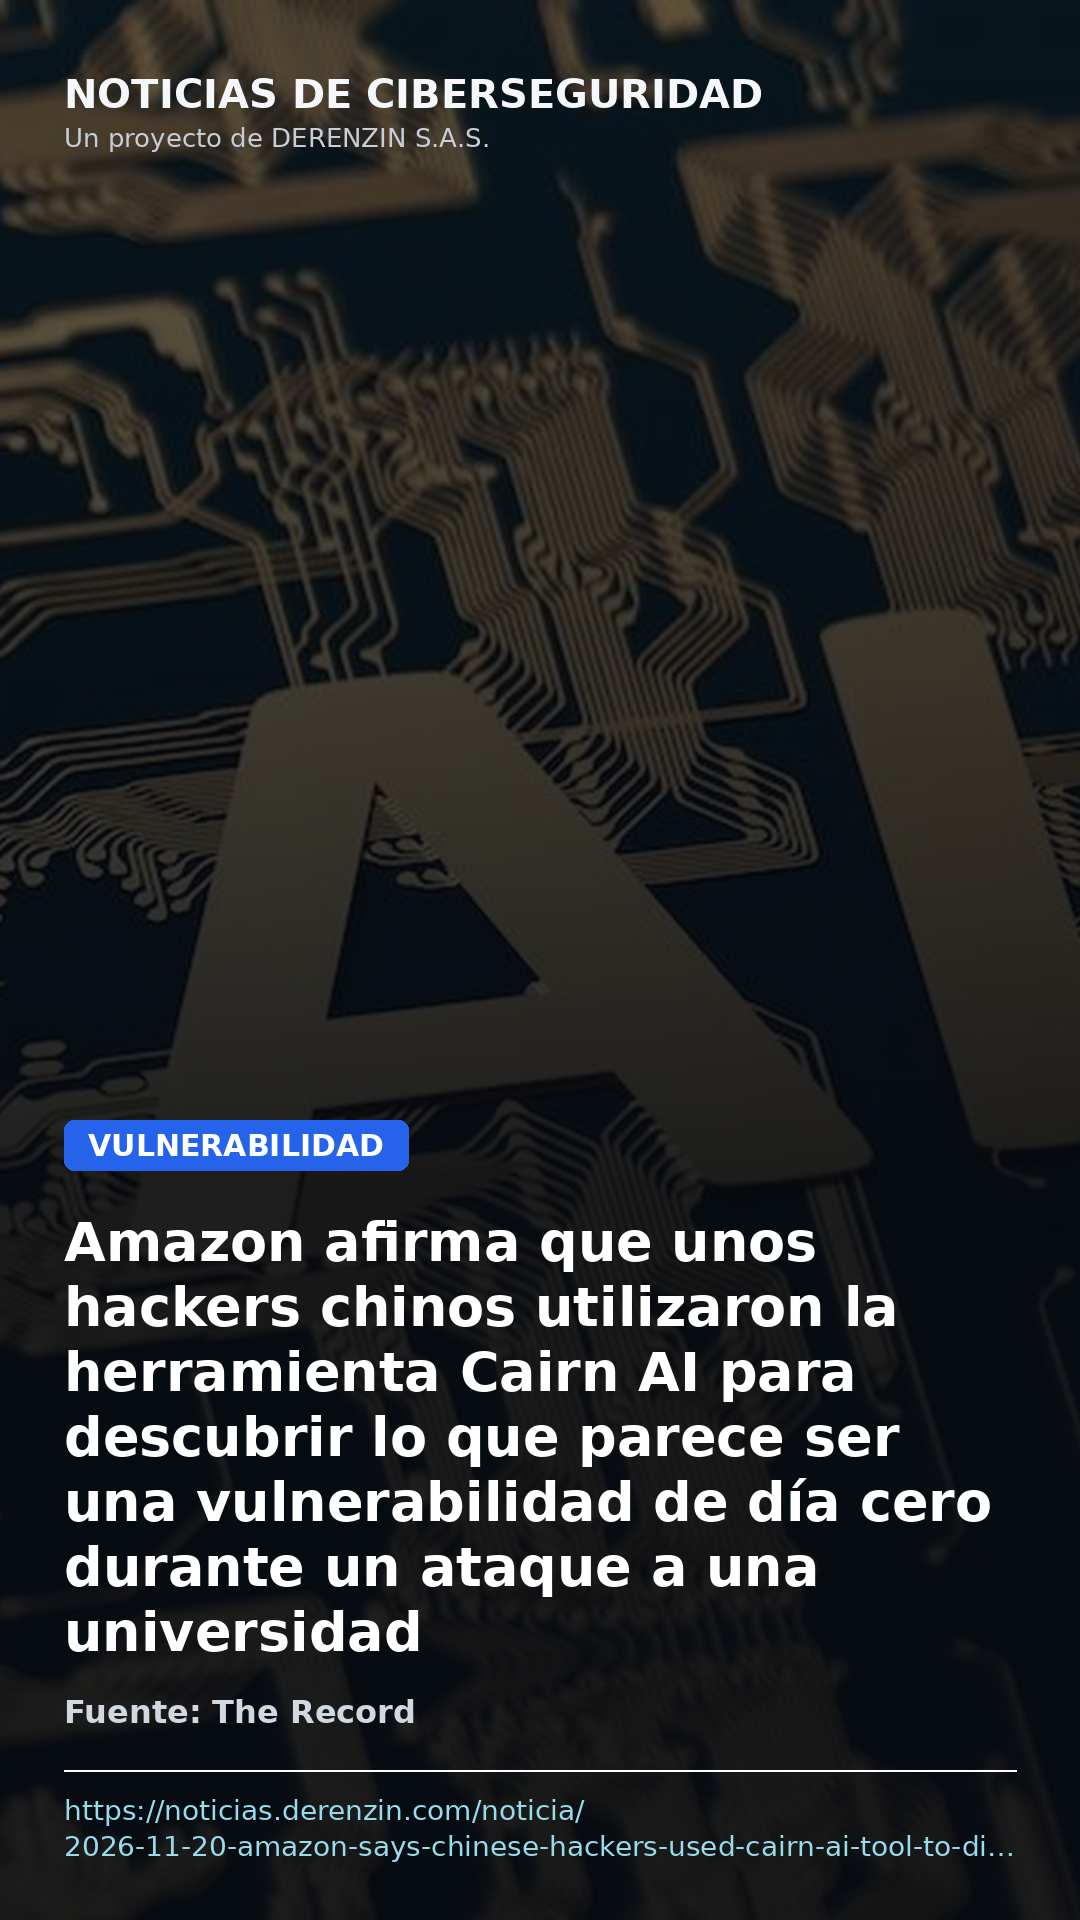 NOTICIAS DE CIBERSEGURIDAD
Un proyecto de DERENZIN S.A.S.
AI
VULNERABILIDAD
Amazon afirma que unos
hackers chinos utilizaron la
herramienta Cairn AI para
descubrir lo que parece ser
una vulnerabilidad de día cero
durante un ataque a una
universidad
Fuente: The Record
https://noticias.derenzin.com/noticia/
2026-11-20-amazon-says-chinese-hackers-used-cairn-ai-tool-to-di...